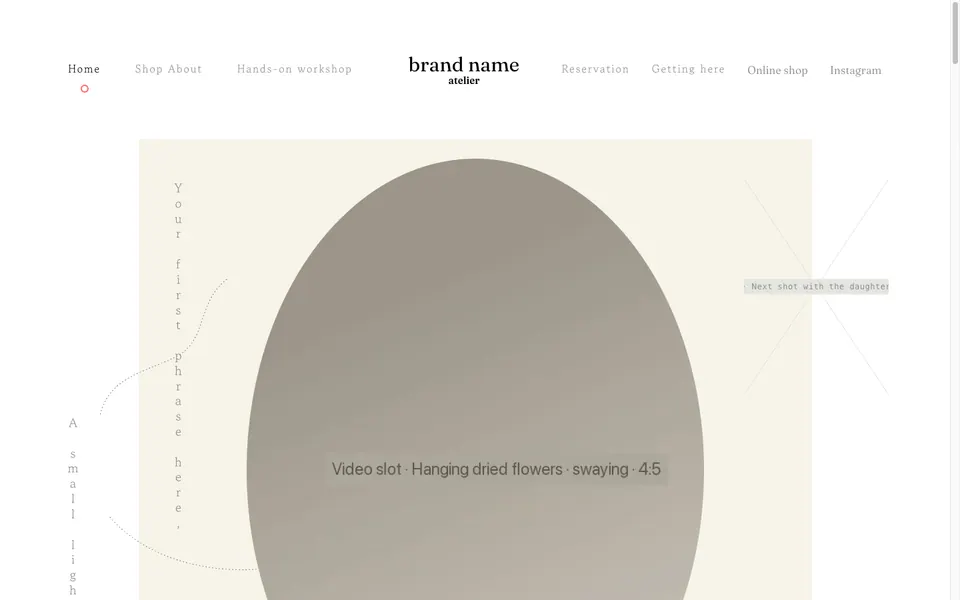 Home
Shop About
Hands-on workshop
brand name
atelier
Reservation
Getting here
Online shop
Instagram
Your first phrase here,
A small ligh
Next shot with the daughter
Video slot · Hanging dried flowers · swaying · 4:5